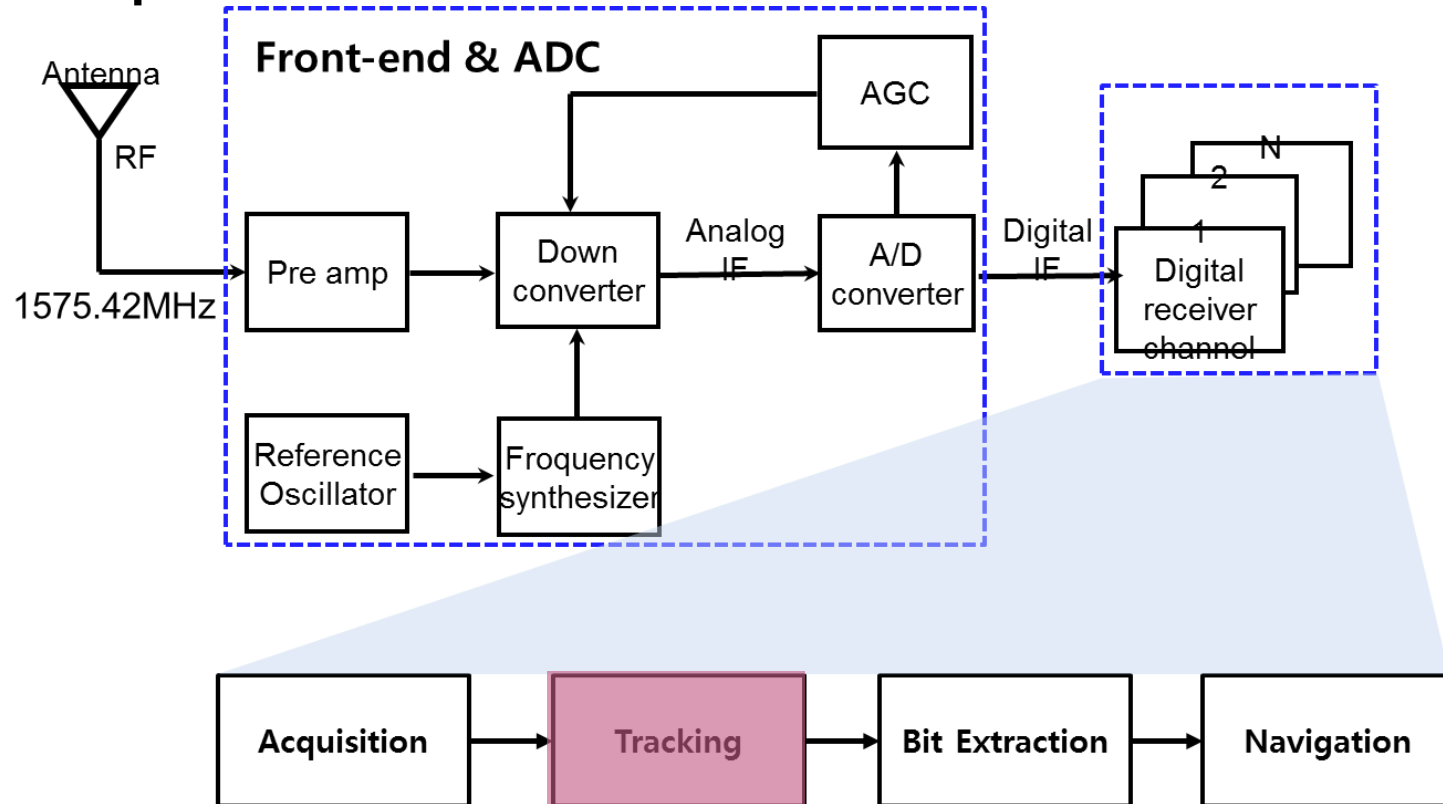 Front-end & ADC
Antenna
RF
1575.42MHz
Pre amp
Down
converter
Analog
IF
A/D
converter
AGC
Digital
IF
N
2
1
Digital
receiver
channel
Reference
Oscillator
Froquency
synthesizer
Acquisition
Tracking
Bit Extraction
Navigation